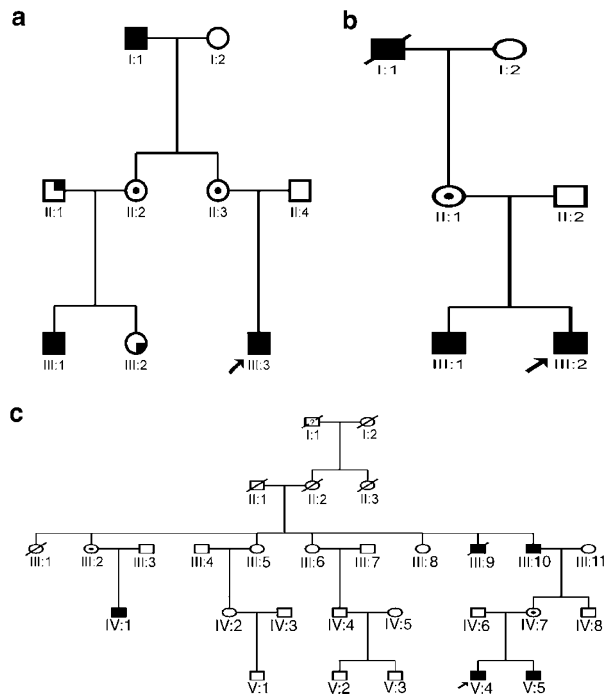 a
b
I:1 I:2
I:1 I:2
II:1 II:2 II:3 II:4
II:1 II:2
III:1 III:2 III:3
III:1 III:2
c
?
I:1 I:2
II:1 II:2 II:3
III:1 III:2 III:3 III:4 III:5 III:6 III:7 III:8 III:9 III:10 III:11
IV:1 IV:2 IV:3 IV:4 IV:5 IV:6 IV:7 IV:8
V:1 V:2 V:3 V:4 V:5